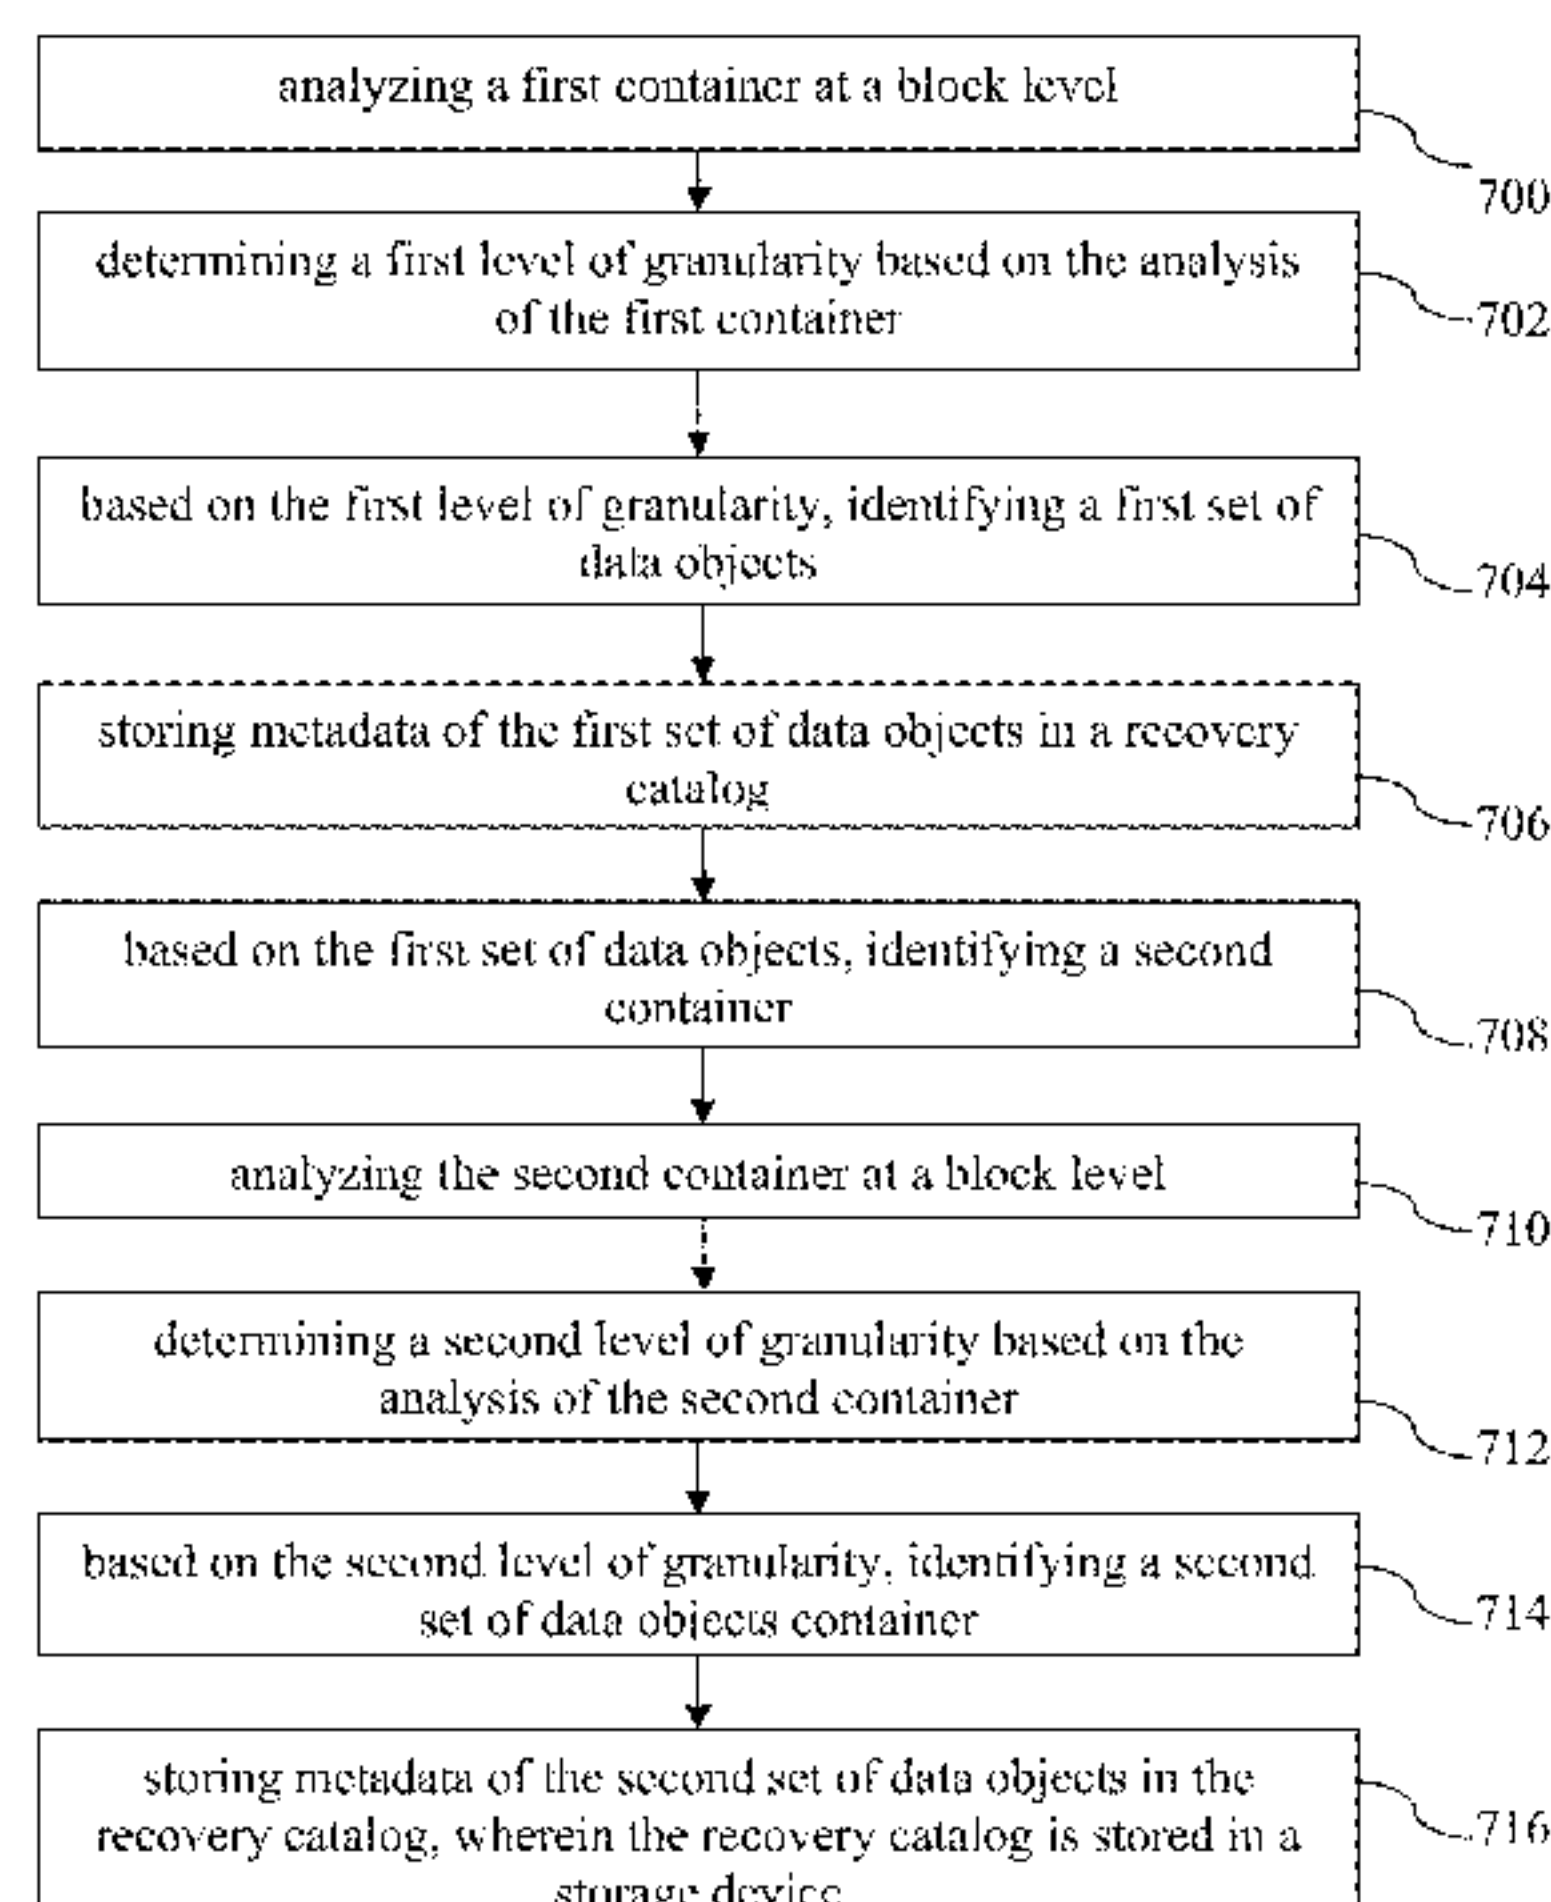 analyzing a first container at a block level
700
determining a first level of granularity based on the analysis
of the first container
702
based on the first level of granularity, identifying a first set of
data objects
704
storing metadata of the first set of data objects in a recovery
catalog
706
based on the first set of data objects, identifying a second
container
708
analyzing the second container at a block level
710
determining a second level of granularity based on the
analysis of the second container
712
based on the second level of granularity, identifying a second
set of data objects container
714
storing metadata of the second set of data objects in the
recovery catalog, wherein the recovery catalog is stored in a
storage device
716